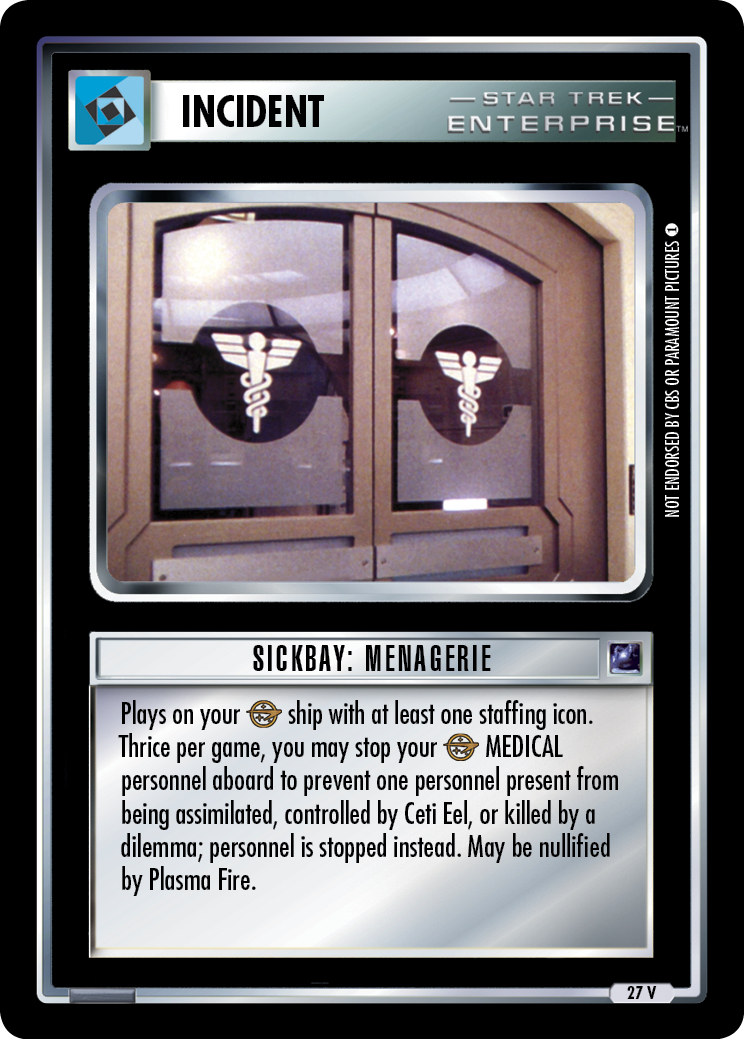 INCIDENT
STAR TREK
ENTERPRISE™
NOT ENDORSED BY CBS OR PARAMOUNT PICTURES 1
SICKBAY: MENAGERIE
Plays on your ship with at least one staffing icon.
Thrice per game, you may stop your MEDICAL
personnel aboard to prevent one personnel present from
being assimilated, controlled by Ceti Eel, or killed by a
dilemma; personnel is stopped instead. May be nullified
by Plasma Fire.
27 V